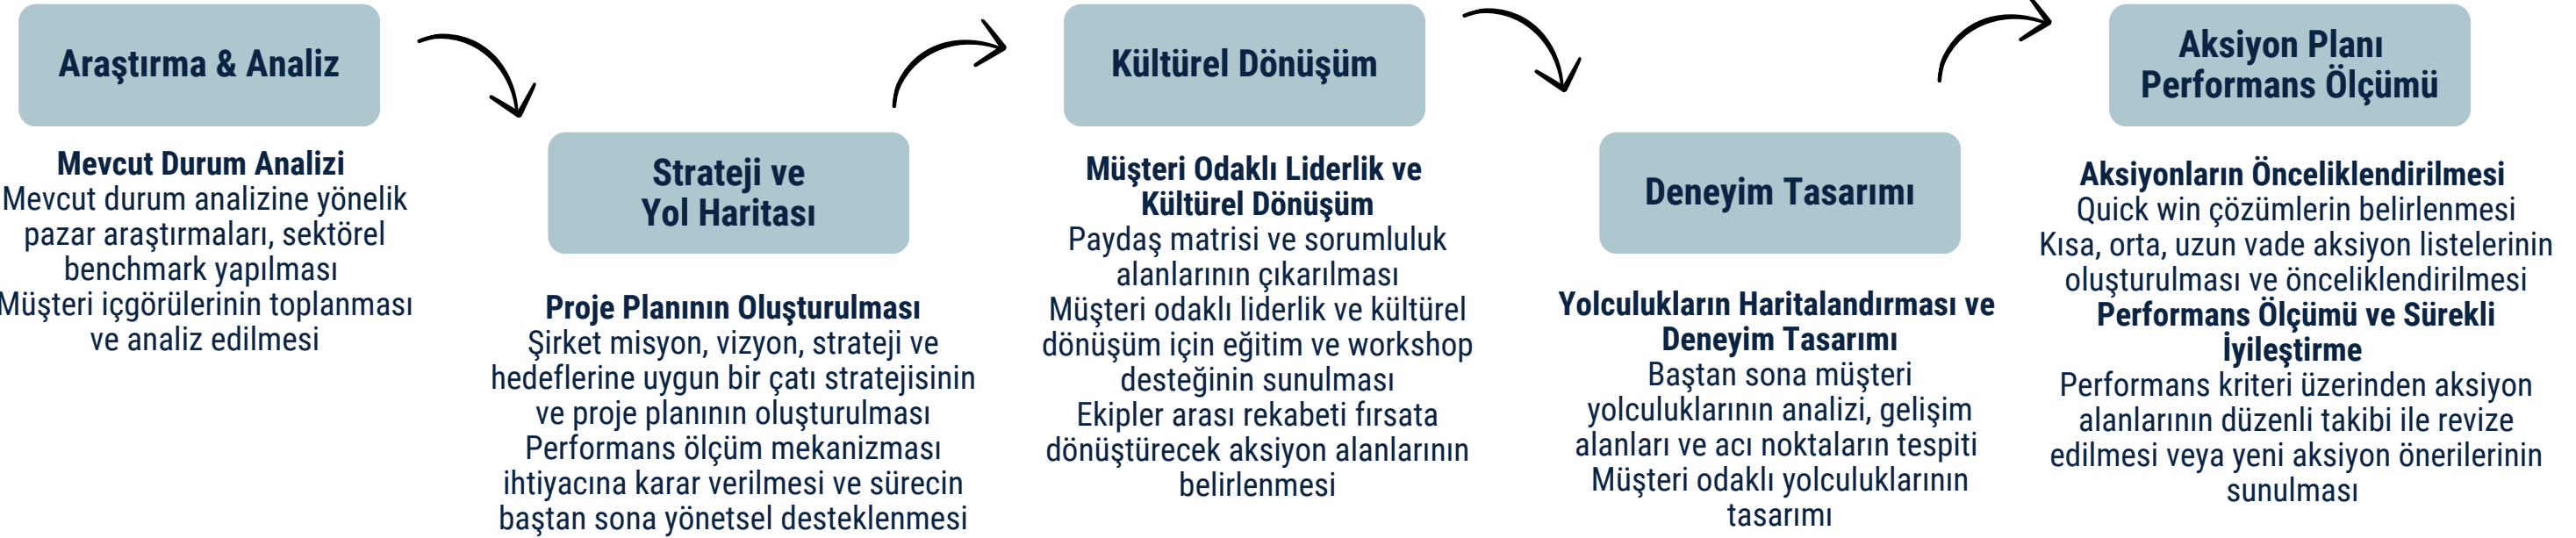 Araştırma & Analiz
Mevcut Durum Analizi
Mevcut durum analizine yönelik
pazar araştırmaları, sektörel
benchmark yapılması
Müşteri içgörülerinin toplanması
ve analiz edilmesi
Strateji ve
Yol Haritası
Proje Planının Oluşturulması
Şirket misyon, vizyon, strateji ve
hedeflerine uygun bir çatı stratejisinin
ve proje planının oluşturulması
Performans ölçüm mekanizması
ihtiyacına karar verilmesi ve sürecin
baştan sona yönetsel desteklenmesi
Kültürel Dönüşüm
Müşteri Odaklı Liderlik ve
Kültürel Dönüşüm
Paydaş matrisi ve sorumluluk
alanlarının çıkarılması
Müşteri odaklı liderlik ve kültürel
dönüşüm için eğitim ve workshop
desteğinin sunulması
Ekipler arası rekabeti fırsata
dönüştürecek aksiyon alanlarının
belirlenmesi
Deneyim Tasarımı
Yolculukların Haritalandırması ve
Deneyim Tasarımı
Baştan sona müşteri
yolculuklarının analizi, gelişim
alanları ve acı noktaların tespiti
Müşteri odaklı yolculuklarının
tasarımı
Aksiyon Planı
Performans Ölçümü
Aksiyonların Önceliklendirilmesi
Quick win çözümlerin belirlenmesi
Kısa, orta, uzun vade aksiyon listelerinin
oluşturulması ve önceliklendirilmesi
Performans Ölçümü ve Sürekli
İyileştirme
Performans kriteri üzerinden aksiyon
alanlarının düzenli takibi ile revize
edilmesi veya yeni aksiyon önerilerinin
sunulması